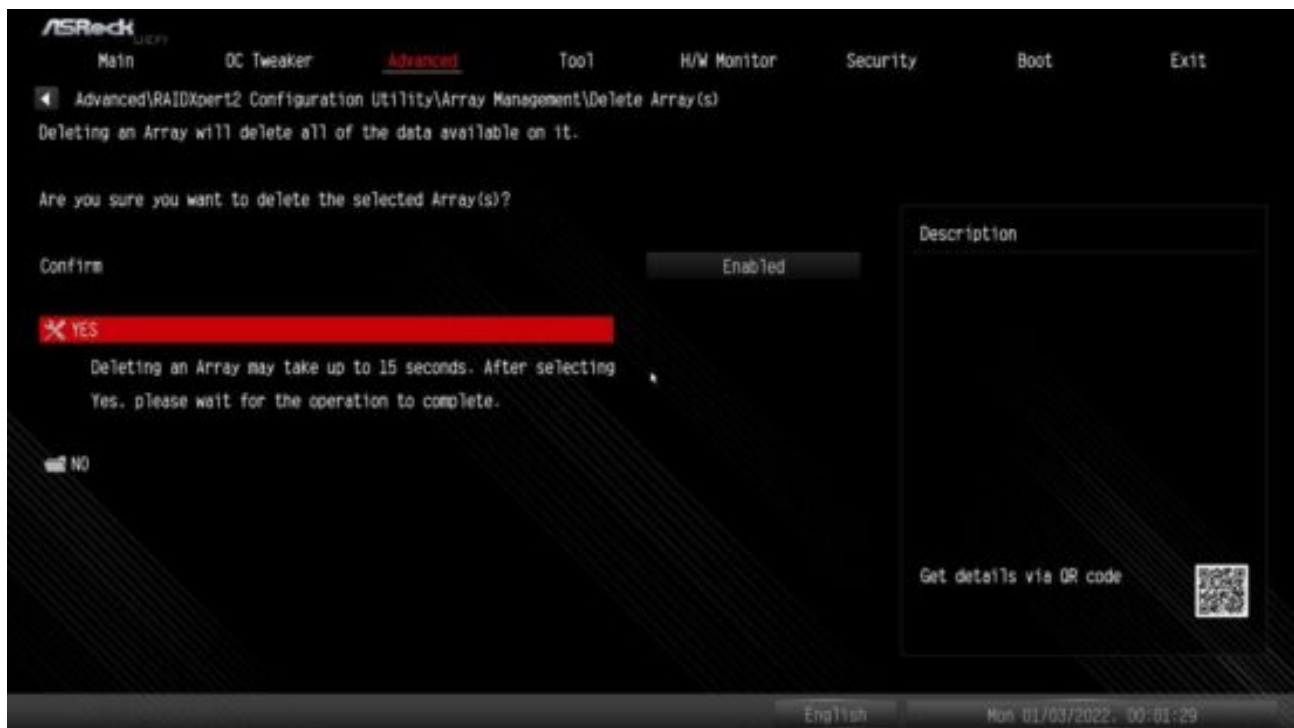 ASRock
UEFI
Main OC Tweaker Advanced Tool H/W Monitor Security Boot Exit
Advanced\RAIDXpert2 Configuration Utility\Array Management\Delete Array(s)
Deleting an Array will delete all of the data available on it.
Are you sure you want to delete the selected Array(s)?
Description
Confirm Enabled
YES
Deleting an Array may take up to 15 seconds. After selecting
Yes, please wait for the operation to complete.
NO
Get details via QR code
English Mon 01/03/2022, 00:01:29